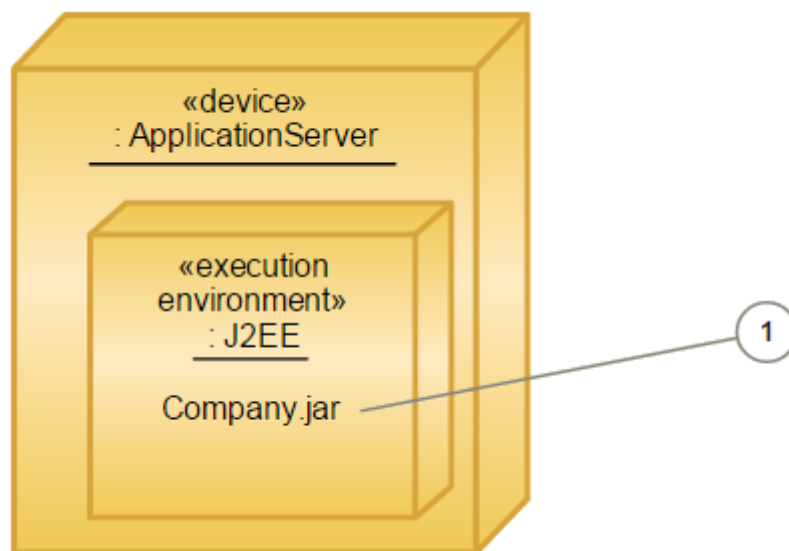 «device»
: ApplicationServer
«execution
environment»
: J2EE
Company.jar
1